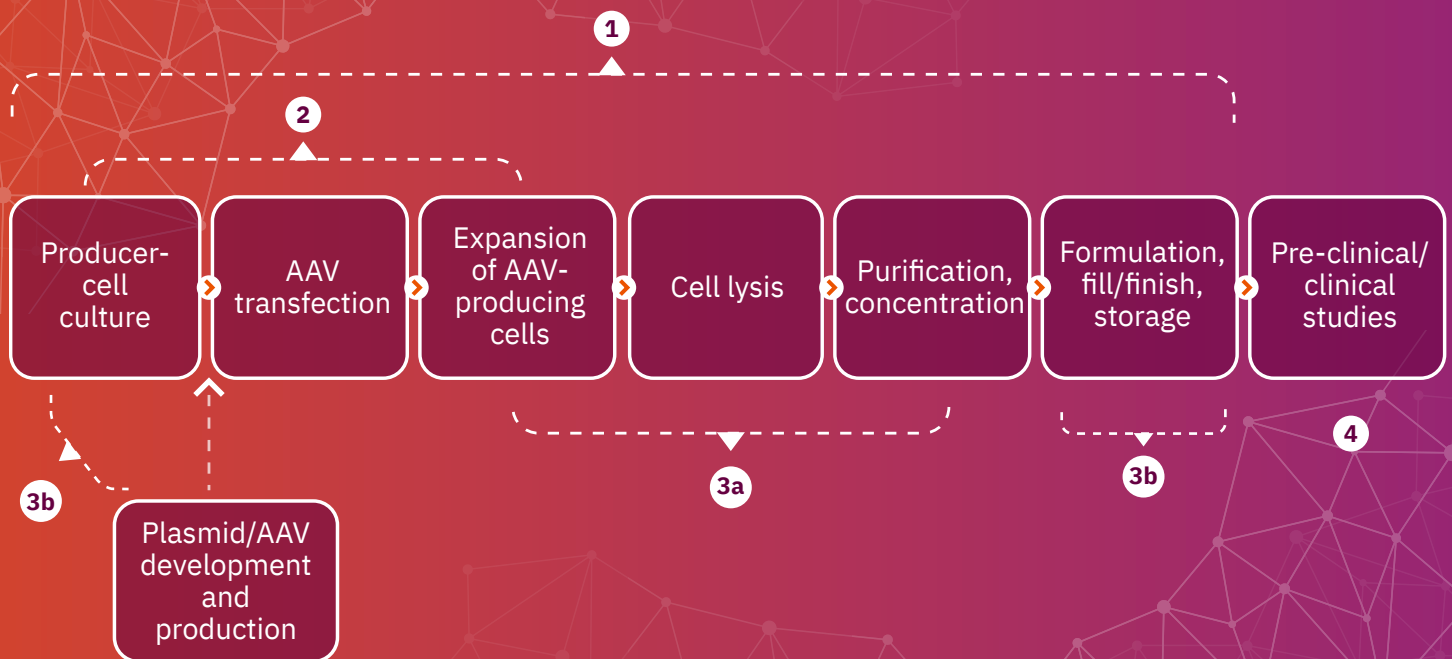 1
2
Producer-
cell
culture
AAV
transfection
Expansion
of AAV-
producing
cells
Cell lysis
Purification,
concentration
Formulation,
fill/finish,
storage
Pre-clinical/
clinical
studies
3b
3a
3b
4
Plasmid/AAV
development
and
production